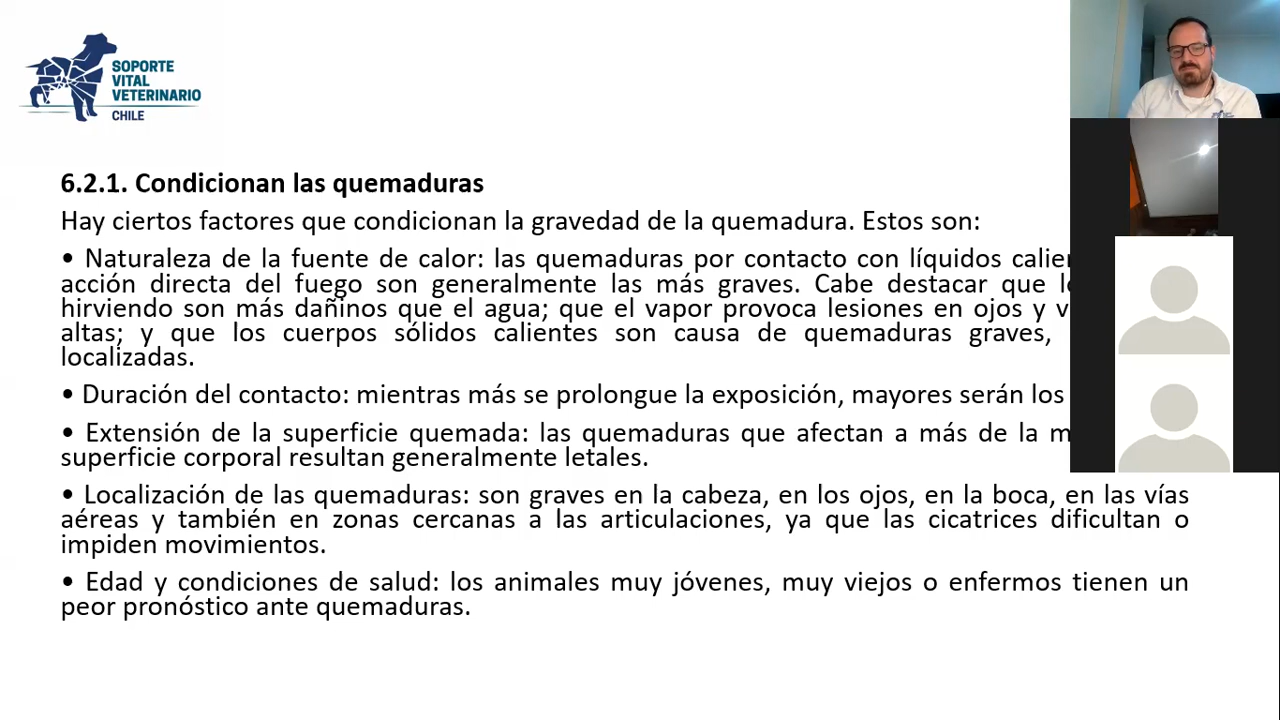 SOPORTE
VITAL
VETERINARIO
CHILE
6.2.1. Condicionan las quemaduras
Hay ciertos factores que condicionan la gravedad de la quemadura. Estos son:
• Naturaleza de la fuente de calor: las quemaduras por contacto con líquidos
acción directa del fuego son generalmente las más graves. Cabe destacar que
hirviendo son más dañinos que el agua; que el vapor provoca lesiones en ojos y
altas; y que los cuerpos sólidos calientes son causa de quemaduras graves,
localizadas.
• Duración del contacto: mientras más se prolongue la exposición, mayores serán los
• Extensión de la superficie quemada: las quemaduras que afectan a más de la
superficie corporal resultan generalmente letales.
• Localización de las quemaduras: son graves en la cabeza, en los ojos, en la boca, en las vías
aéreas y también en zonas cercanas a las articulaciones, ya que las cicatrices dificultan o
impiden movimientos.
• Edad y condiciones de salud: los animales muy jóvenes, muy viejos o enfermos tienen un
peor pronóstico ante quemaduras.